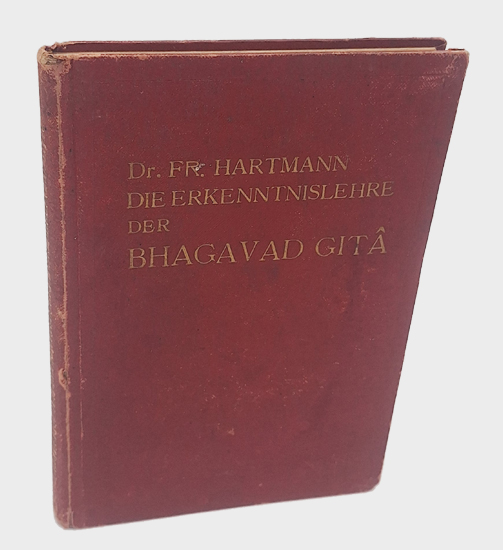 Dr. FR. HARTMANN
DIE ERKENNTNISLEHRE
DER
BHAGAVAD GITÂ